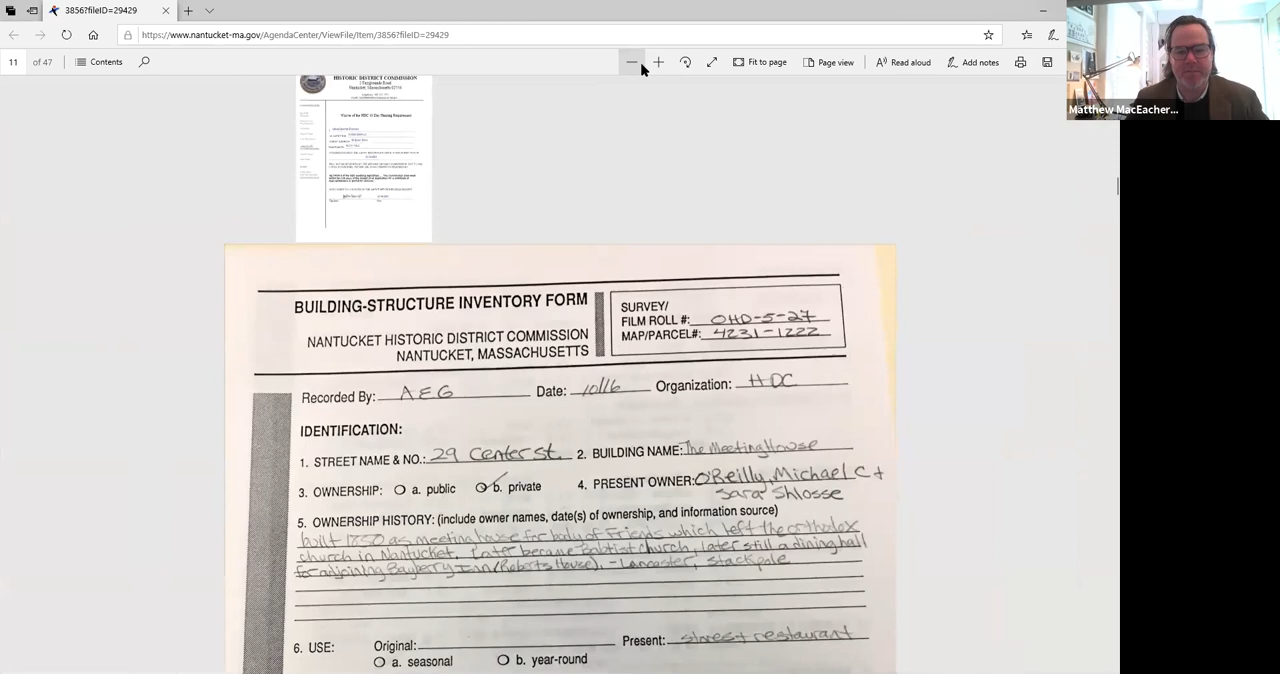 3856?fileID=29429
https://www.nantucket-ma.gov/AgendaCenter/ViewFile/Item/3856?fileID=29429
11 of 47 Contents Fit to page Page view Read aloud Add notes
Matthew MacEacher...
HISTORIC DISTRICT COMMISSION
Nantucket, Massachusetts
BUILDING-STRUCTURE INVENTORY FORM
NANTUCKET HISTORIC DISTRICT COMMISSION
NANTUCKET, MASSACHUSETTS
SURVEY/
FILM ROLL #: OHD-5-27
MAP/PARCEL#: 4231-1222
Recorded By: AEG Date: 10/16 Organization: HDC
IDENTIFICATION:
1. STREET NAME & NO.: 29 Center St. 2. BUILDING NAME: The Meeting House
3. OWNERSHIP: a. public b. private 4. PRESENT OWNER: O'Reilly, Michael C +
Sara Shlosse
5. OWNERSHIP HISTORY: (include owner names, date(s) of ownership, and information source)
built 1850 as meeting house for body of Friends which left the orthodox
church in Nantucket. Later became Baptist church, later still a dining hall
for adjoining Bayberry Inn (Roberts House). - Lancaster, Stackpole
6. USE: Original: Present: stores + restaurant
a. seasonal b. year-round